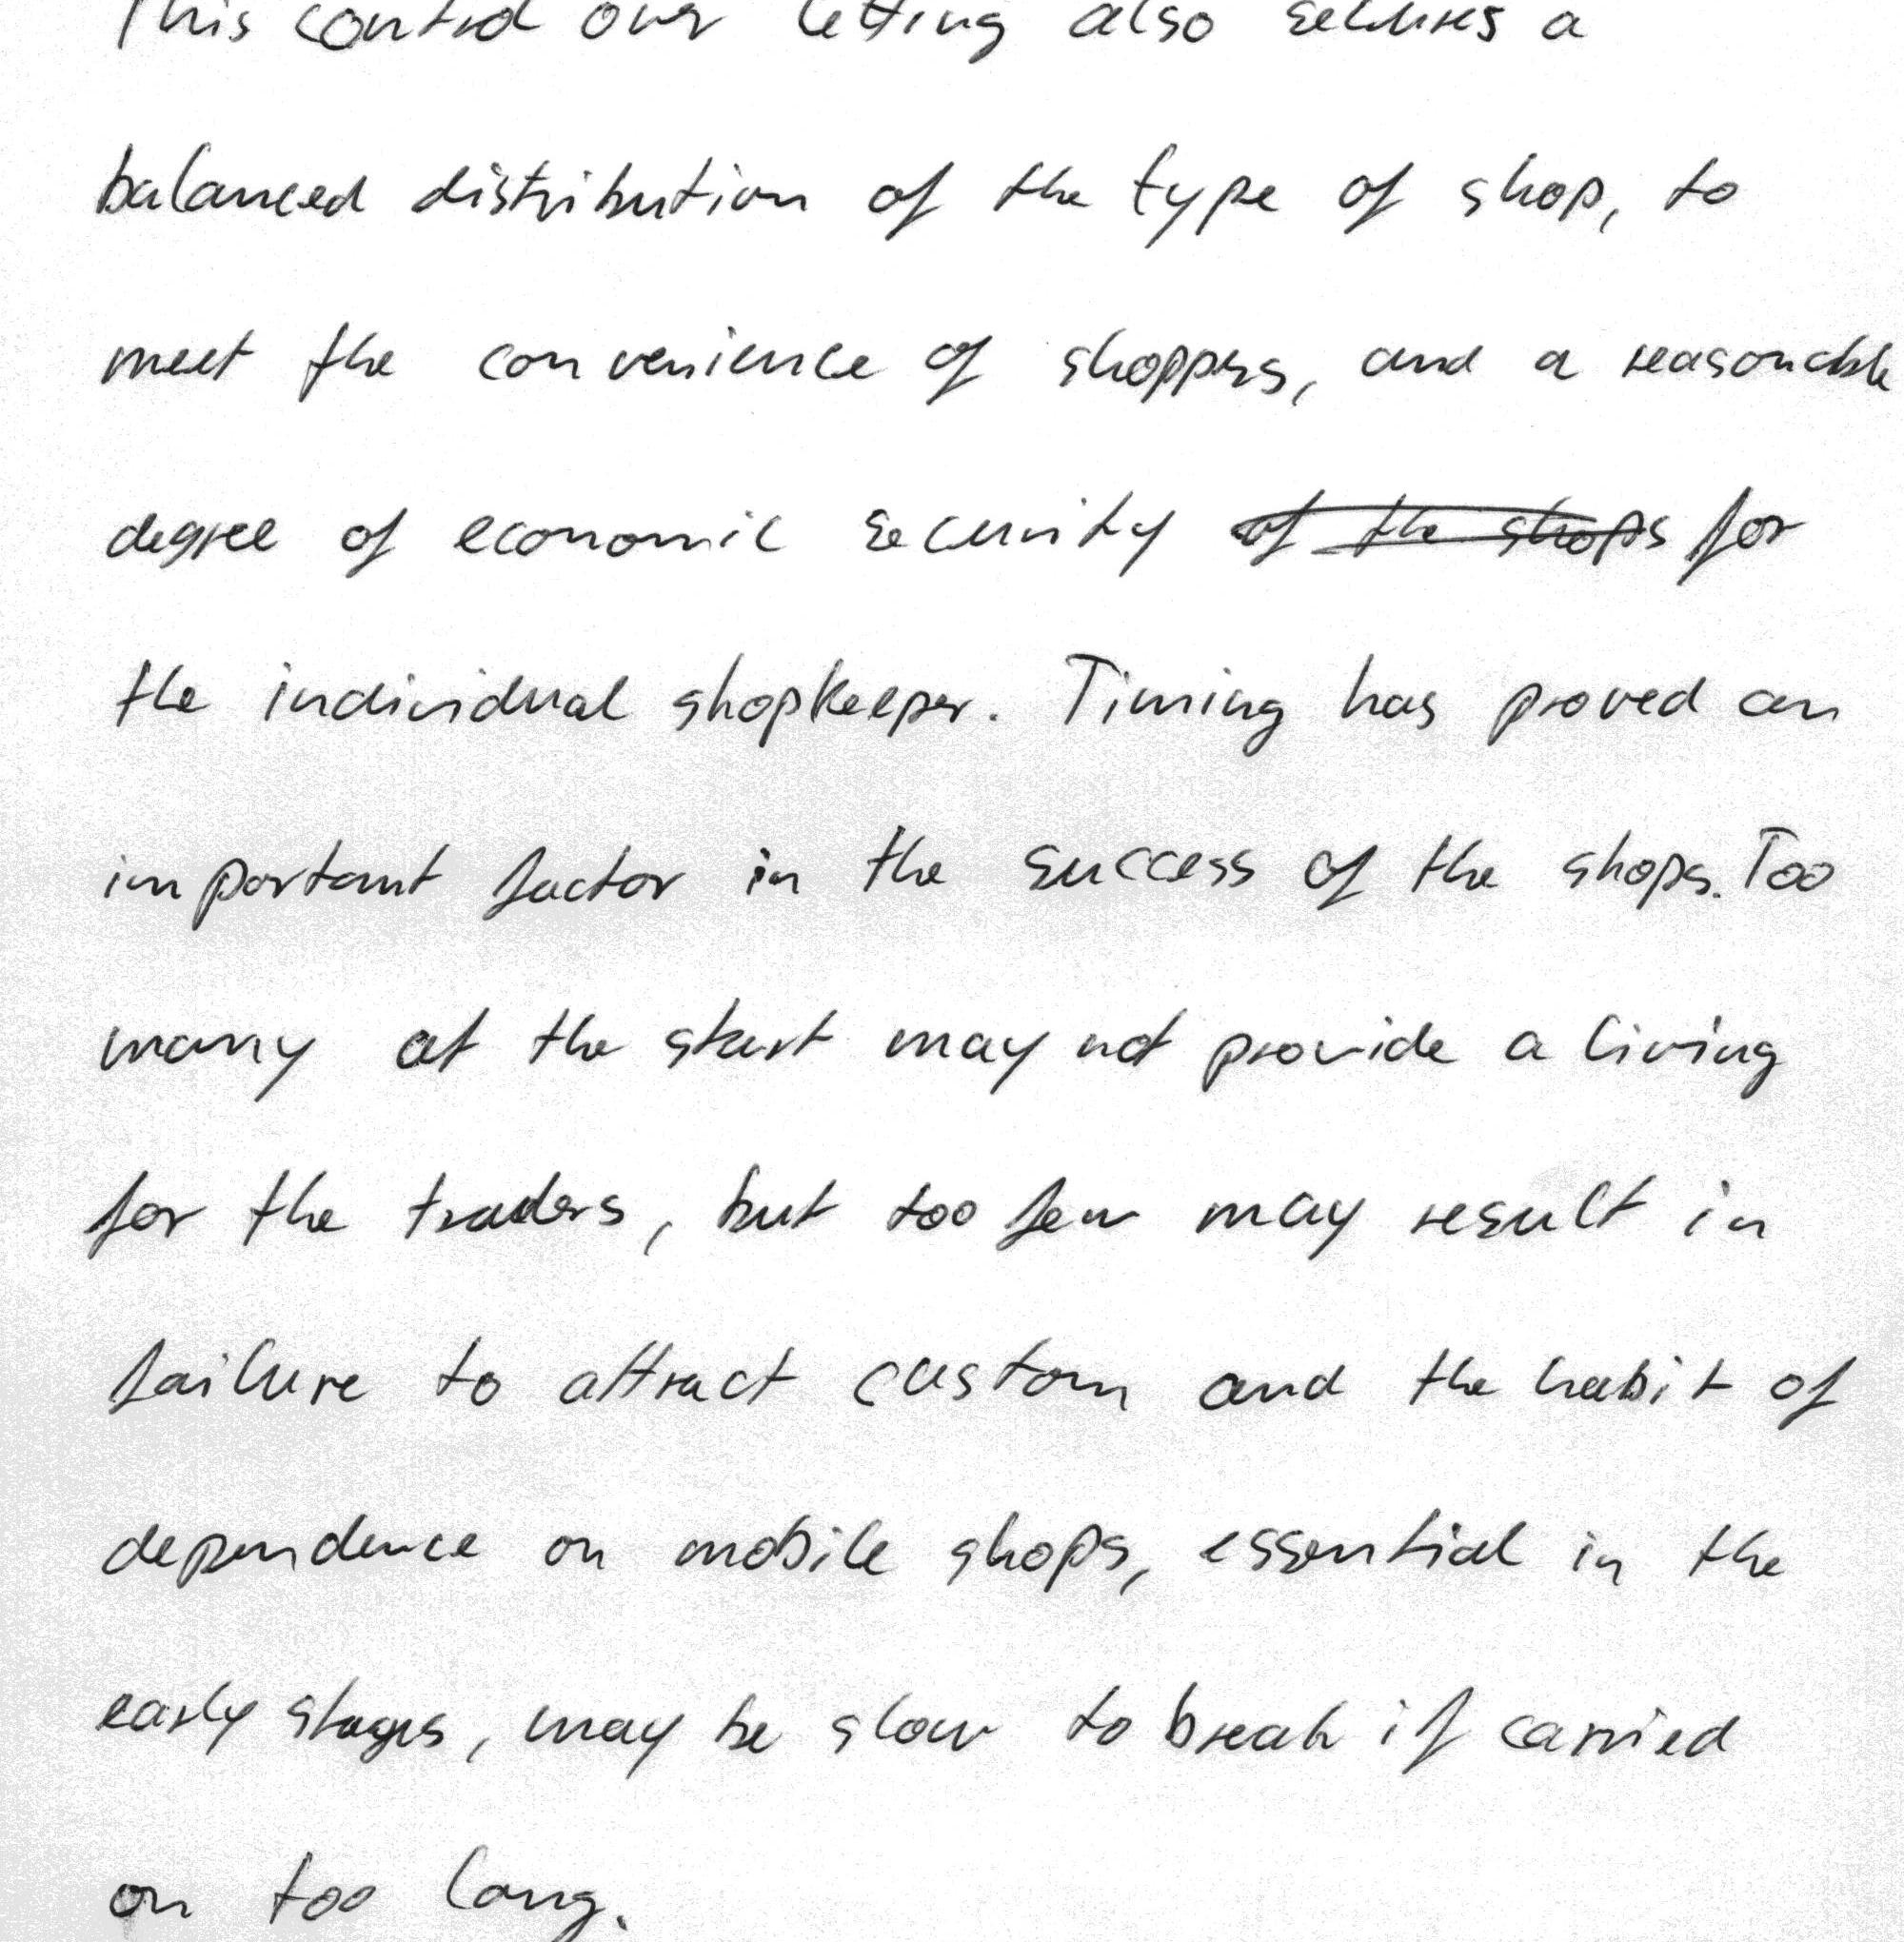 This control over letting also secures a
balanced distribution of the type of shop, to
meet the convenience of shoppers, and a reasonable
degree of economic security of the shops for
the individual shopkeeper. Timing has proved an
important factor in the success of the shops. Too
many at the start may not provide a living
for the traders, but too few may result in
failure to attract custom and the habit of
dependence on mobile shops, essential in the
early stages, may be slow to break if carried
on too long.